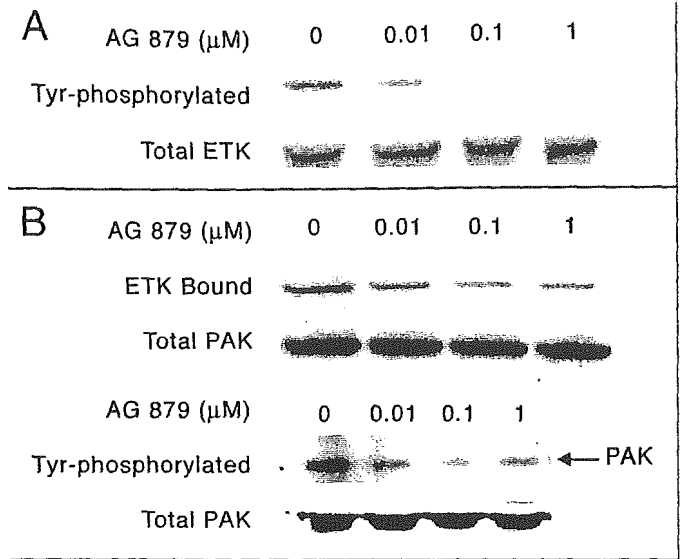 A
AG 879 (μM) 0 0.01 0.1 1
Tyr-phosphorylated
Total ETK
B
AG 879 (μM) 0 0.01 0.1 1
ETK Bound
Total PAK
AG 879 (μM) 0 0.01 0.1 1
Tyr-phosphorylated PAK
Total PAK